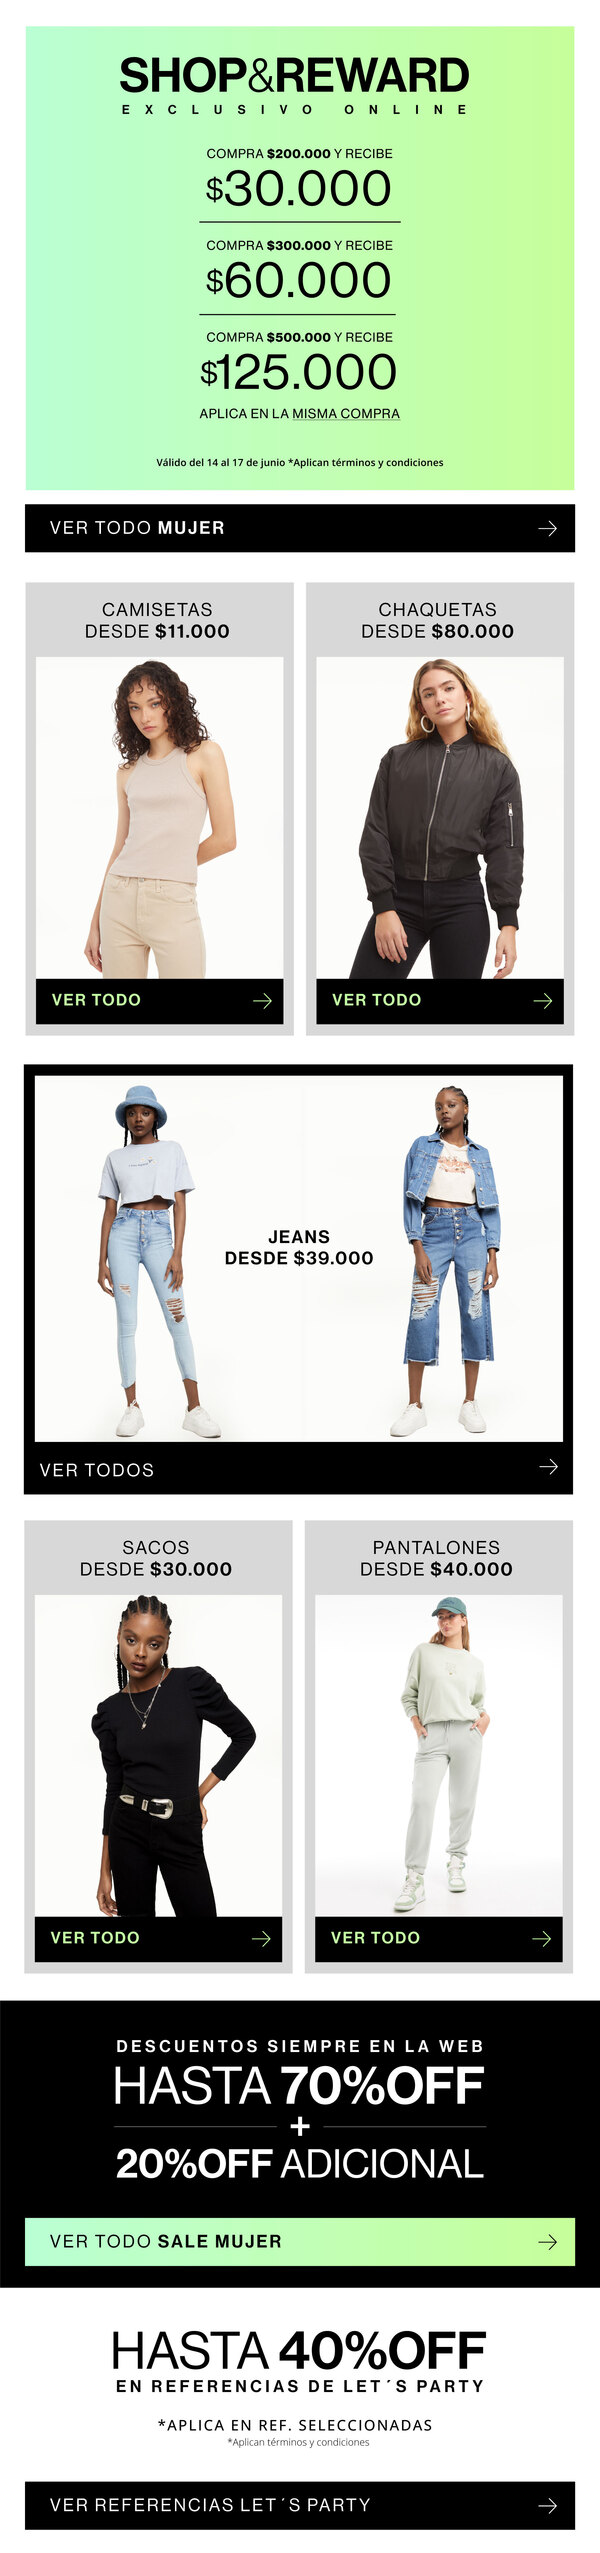 SHOP&REWARD
EXCLUSIVO ONLINE
COMPRA $200.000 Y RECIBE
$30.000
COMPRA $300.000 Y RECIBE
$60.000
COMPRA $500.000 Y RECIBE
$125.000
APLICA EN LA MISMA COMPRA
Válido del 14 al 17 de junio *Aplican términos y condiciones
VER TODO MUJER
CAMISETAS
DESDE $11.000
VER TODO
CHAQUETAS
DESDE $80.000
VER TODO
JEANS
DESDE $39.000
VER TODOS
SACOS
DESDE $30.000
VER TODO
PANTALONES
DESDE $40.000
VER TODO
DESCUENTOS SIEMPRE EN LA WEB
HASTA 70%OFF
+
20%OFF ADICIONAL
VER TODO SALE MUJER
HASTA 40%OFF
EN REFERENCIAS DE LET´S PARTY
*APLICA EN REF. SELECCIONADAS
*Aplican términos y condiciones
VER REFERENCIAS LET´S PARTY